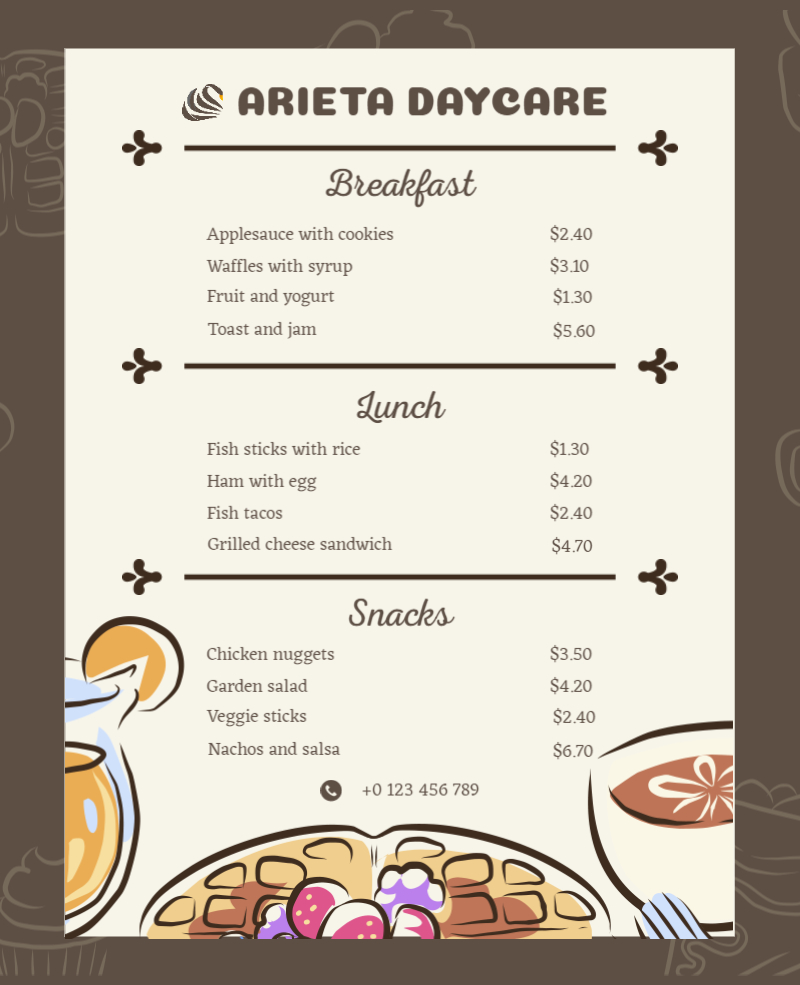 ARIETA DAYCARE
Breakfast
Applesauce with cookies $2.40
Waffles with syrup $3.10
Fruit and yogurt $1.30
Toast and jam $5.60
Lunch
Fish sticks with rice $1.30
Ham with egg $4.20
Fish tacos $2.40
Grilled cheese sandwich $4.70
Snacks
Chicken nuggets $3.50
Garden salad $4.20
Veggie sticks $2.40
Nachos and salsa $6.70
+0 123 456 789